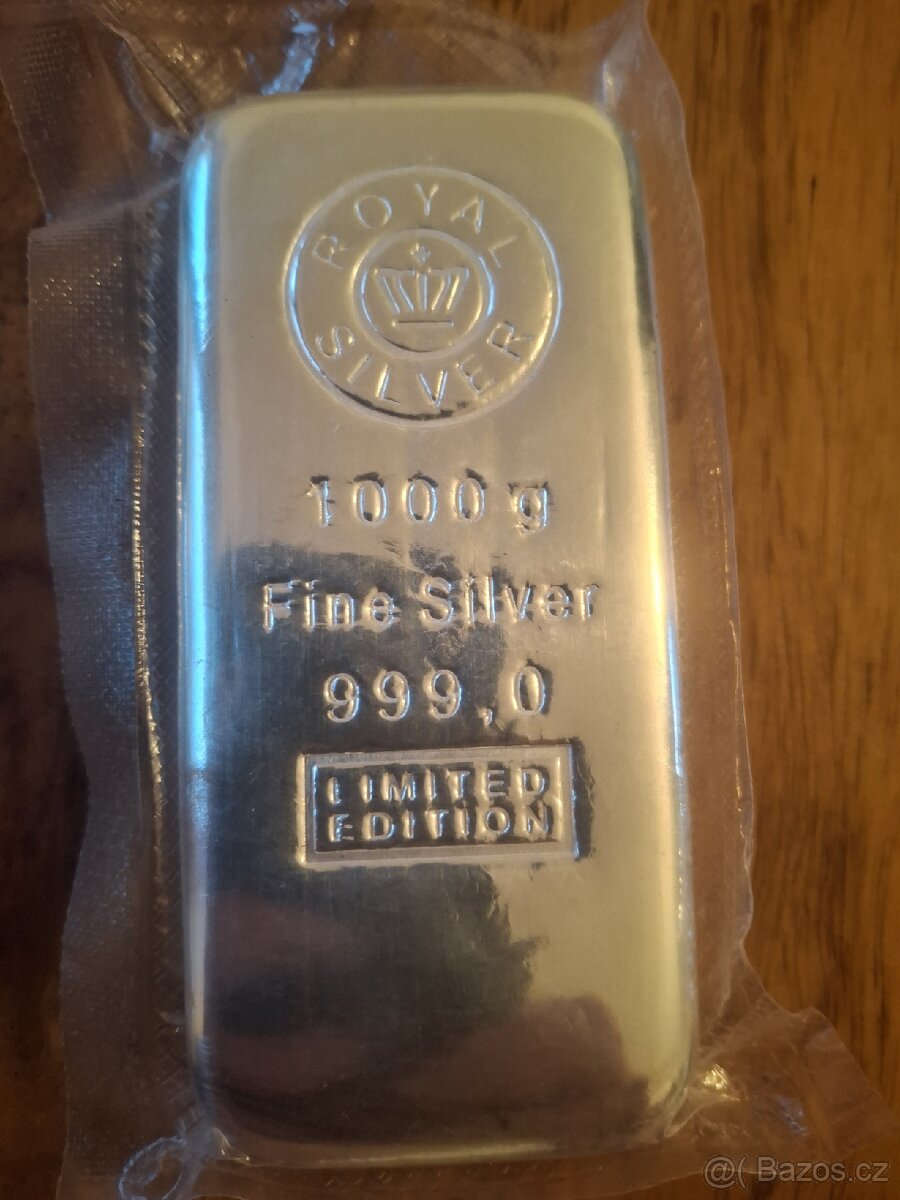 ROYAL
SILVER
1000 g
Fine Silver
999,0
LIMITED
EDITION
@( Bazos.cz